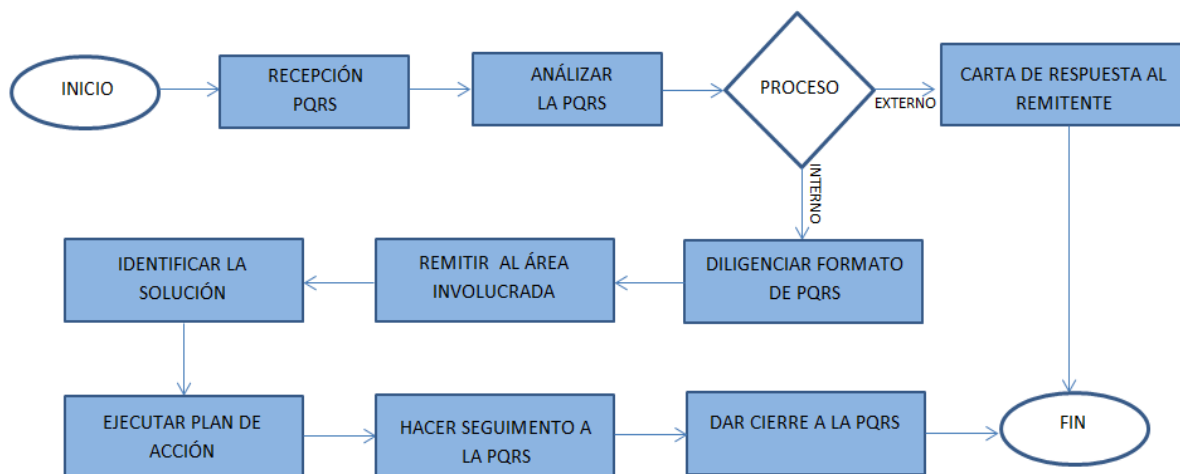 INICIO
RECEPCIÓN
PQRS
ANÁLIZAR
LA PQRS
PROCESO
EXTERNO
CARTA DE RESPUESTA AL
REMITENTE
INTERNO
DILIGENCIAR FORMATO
DE PQRS
REMITIR AL ÁREA
INVOLUCRADA
IDENTIFICAR LA
SOLUCIÓN
EJECUTAR PLAN DE
ACCIÓN
HACER SEGUIMENTO A
LA PQRS
DAR CIERRE A LA PQRS
FIN